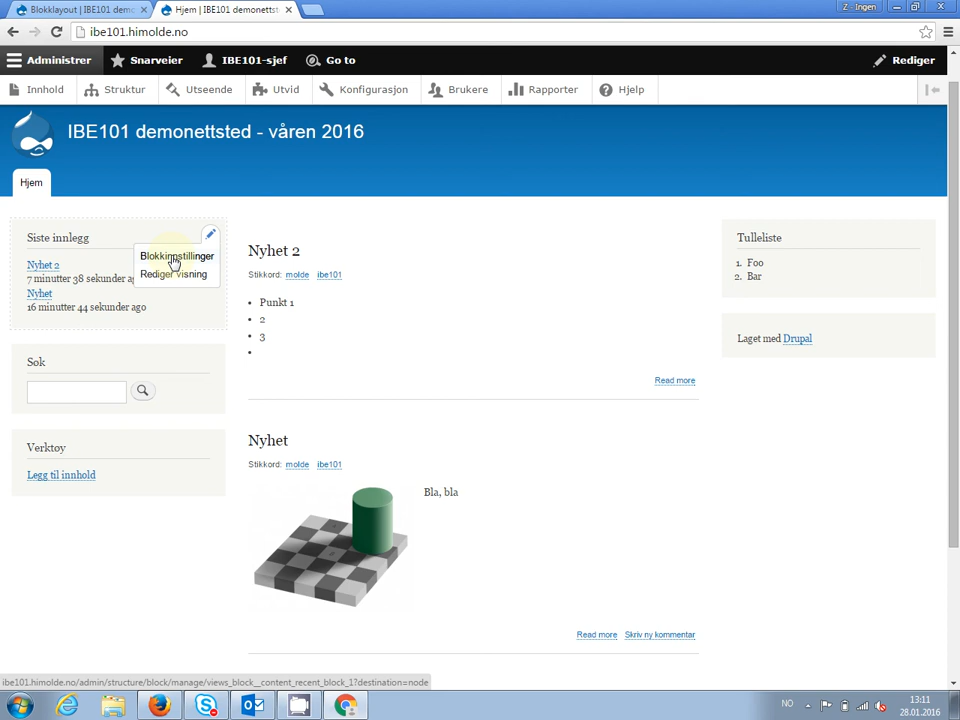 Blokklayout | IBE101 demo
Hjem | IBE101 demonettst
Z - Ingen
ibe101.himolde.no
Administrer
Snarveier
IBE101-sjef
Go to
Rediger
Innhold
Struktur
Utseende
Utvid
Konfigurasjon
Brukere
Rapporter
Hjelp
IBE101 demonettsted - våren 2016
Hjem
Siste innlegg
Blokkinnstillinger
Rediger visning
Nyhet 2
7 minutter 38 sekunder ago
Nyhet
16 minutter 44 sekunder ago
Søk
Verktøy
Legg til innhold
Nyhet 2
Stikkord: molde ibe101
Punkt 1
2
3
Read more
Nyhet
Stikkord: molde ibe101
Bla, bla
Read more Skriv ny kommentar
Tulleliste
1. Foo
2. Bar
Laget med Drupal
ibe101.himolde.no/admin/structure/block/manage/views_block__content_recent_block_1?destination=node
NO
13:11
28.01.2016